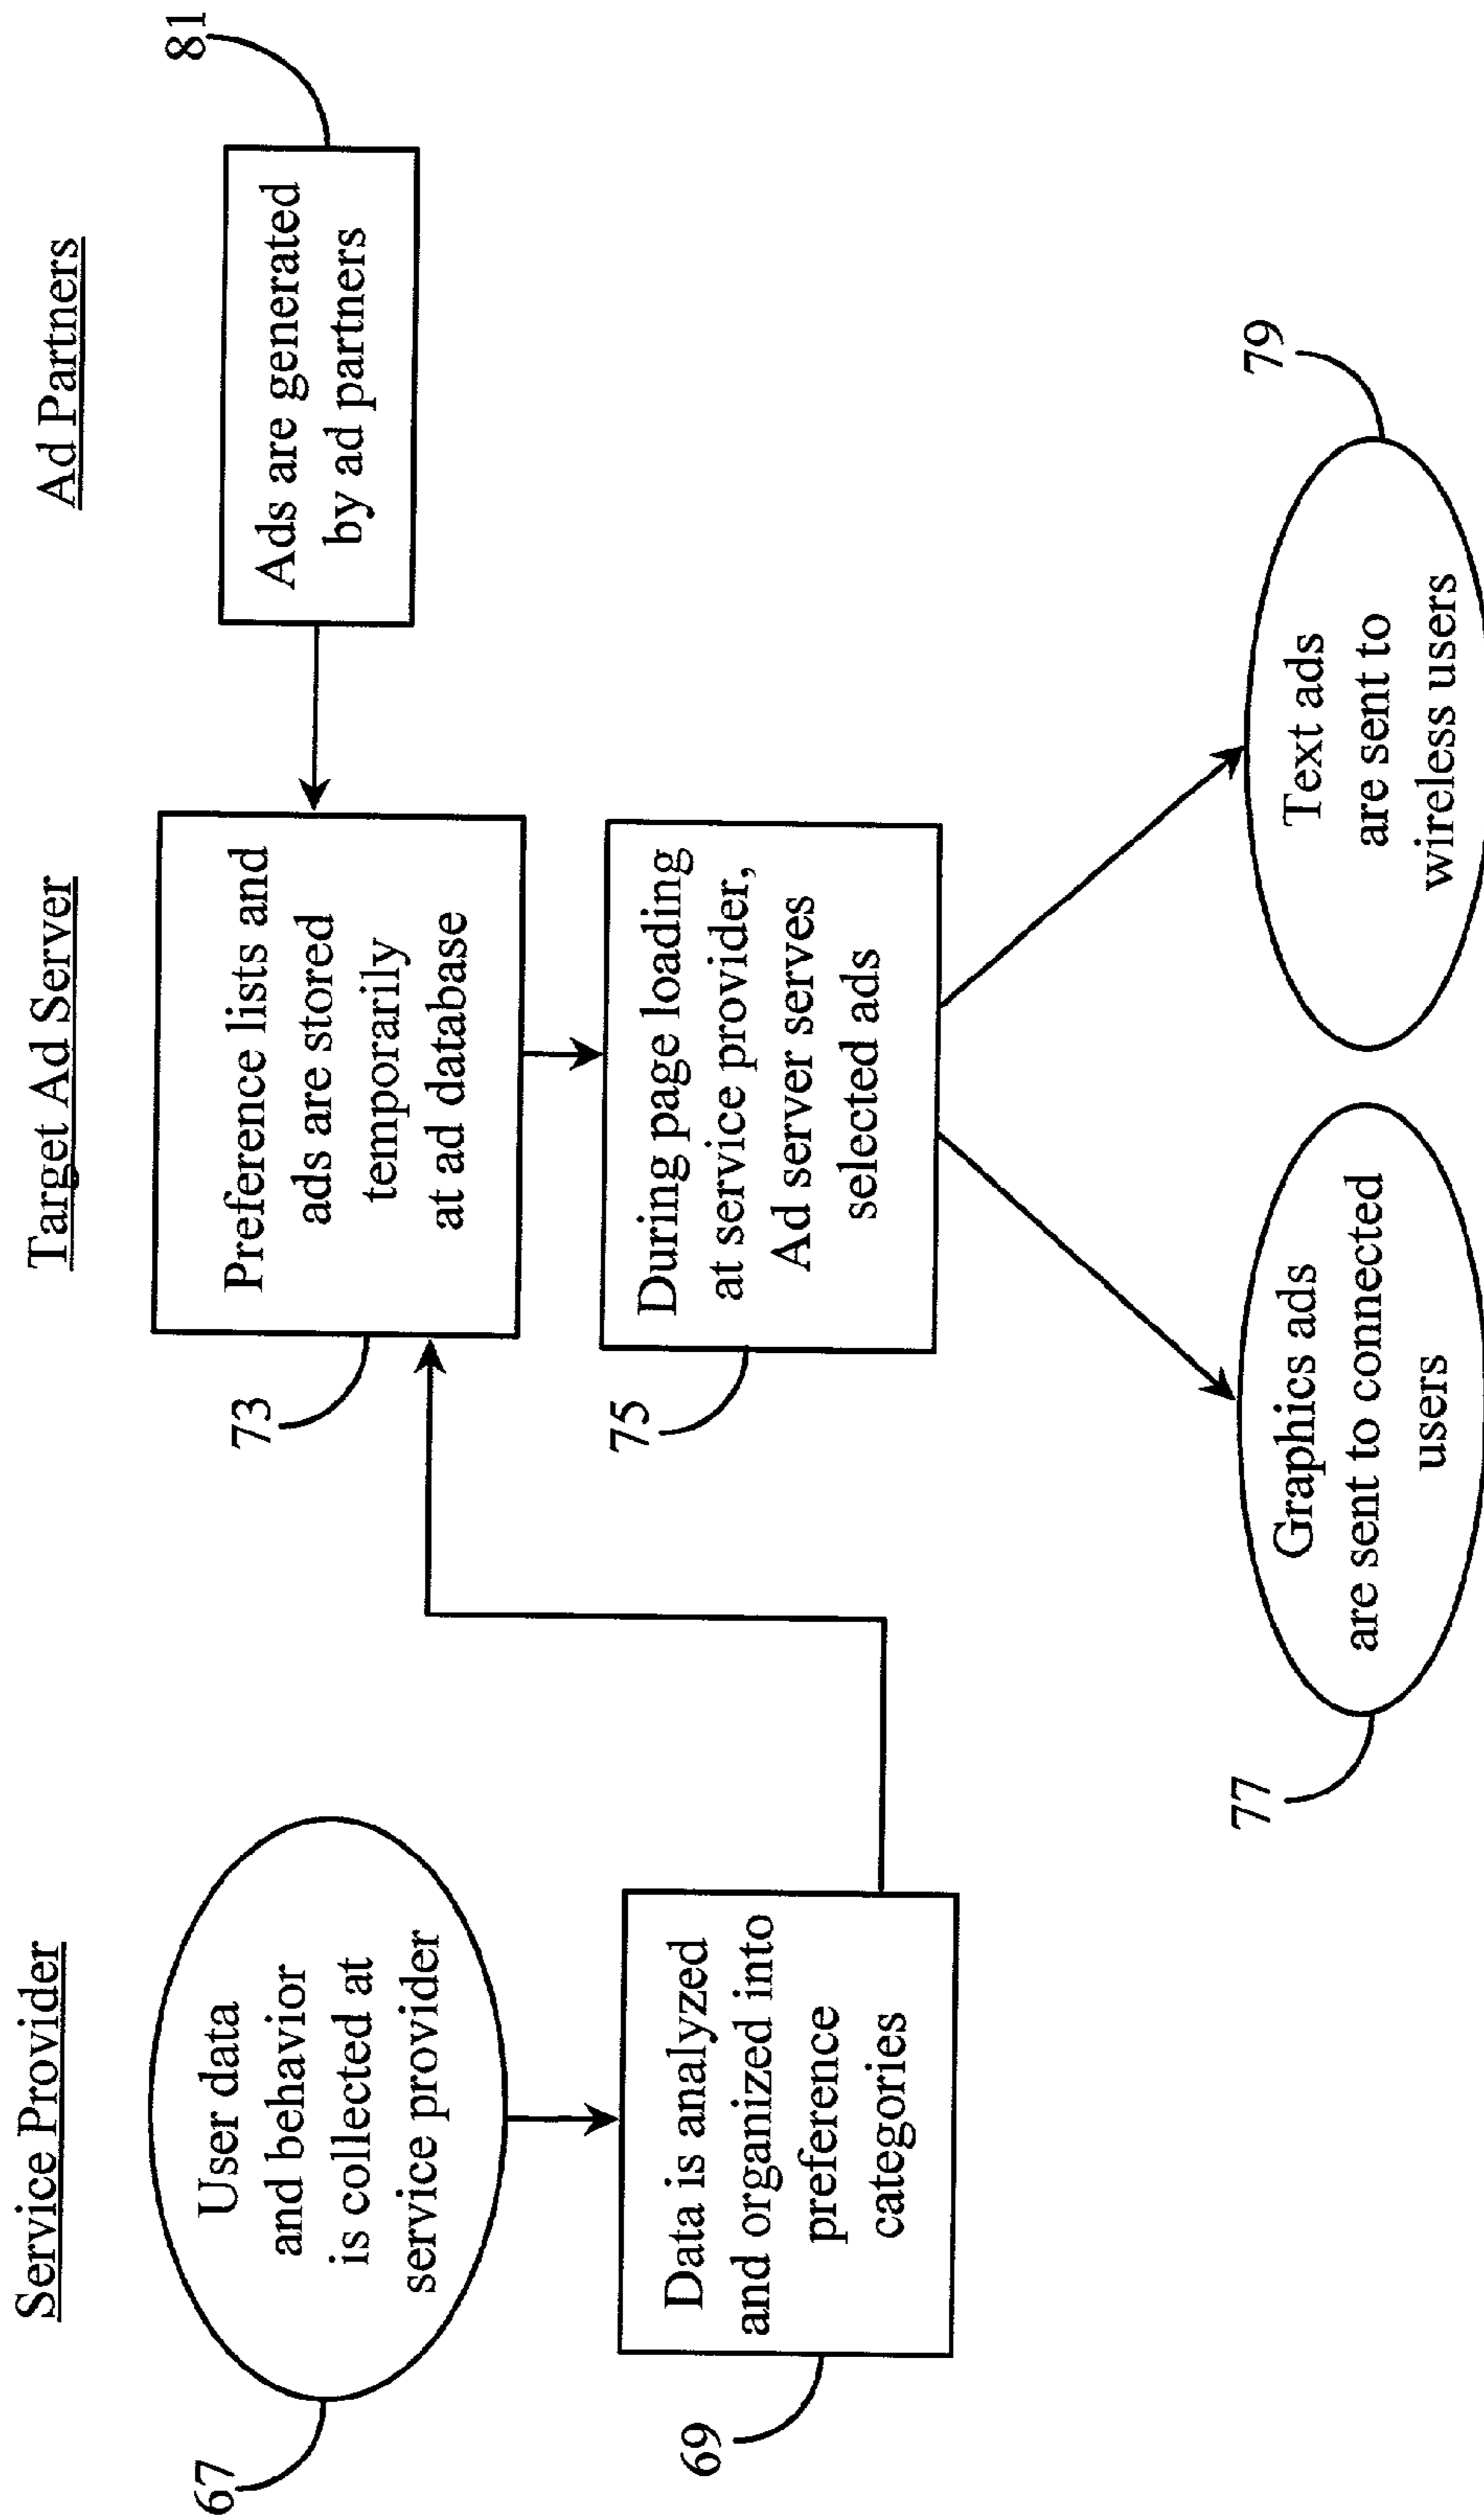 Service Provider
Target Ad Server
Ad Partners
67
User data
and behavior
is collected at
service provider
69
Data is analyzed
and organized into
preference
categories
73
Preference lists and
ads are stored
temporarily
at ad database
75
During page loading
at service provider,
Ad server serves
selected ads
81
Ads are generated
by ad partners
77
Graphics ads
are sent to connected
users
79
Text ads
are sent to
wireless users